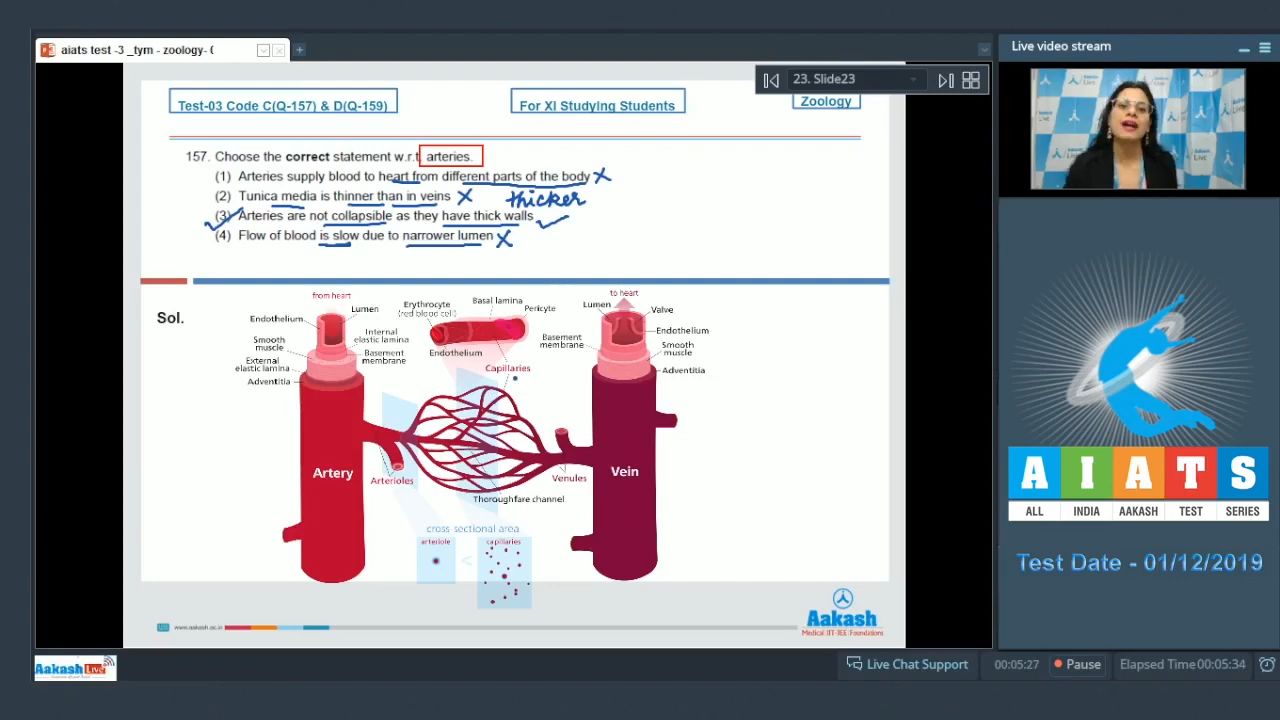 aiats test -3 _tym - zoology- (
Live video stream
23. Slide23
Test-03 Code C(Q-157) & D(Q-159)
For XI Studying Students
Zoology
157. Choose the correct statement w.r.t. arteries.
(1) Arteries supply blood to heart from different parts of the body
(2) Tunica media is thinner than in veins
thicker
(3) Arteries are not collapsible as they have thick walls
(4) Flow of blood is slow due to narrower lumen
Sol.
from heart
Lumen
Endothelium
Smooth
muscle
External
elastic lamina
Adventitia
Internal
elastic lamina
Basement
membrane
Erythrocyte
(red blood cell)
Basal lamina
Pericyte
Endothelium
Capillaries
to heart
Lumen
Valve
Basement
membrane
Endothelium
Smooth
muscle
Adventitia
Artery
Arterioles
Thoroughfare channel
Venules
Vein
cross-sectional area
arteriole
<
capillaries
www.aakash.ac.in
Aakash
Medical|IIT-JEE|Foundations
A I A T S
ALL INDIA AAKASH TEST SERIES
Test Date - 01/12/2019
Aakash Live
Live Chat Support
00:05:27
Pause
Elapsed Time 00:05:34